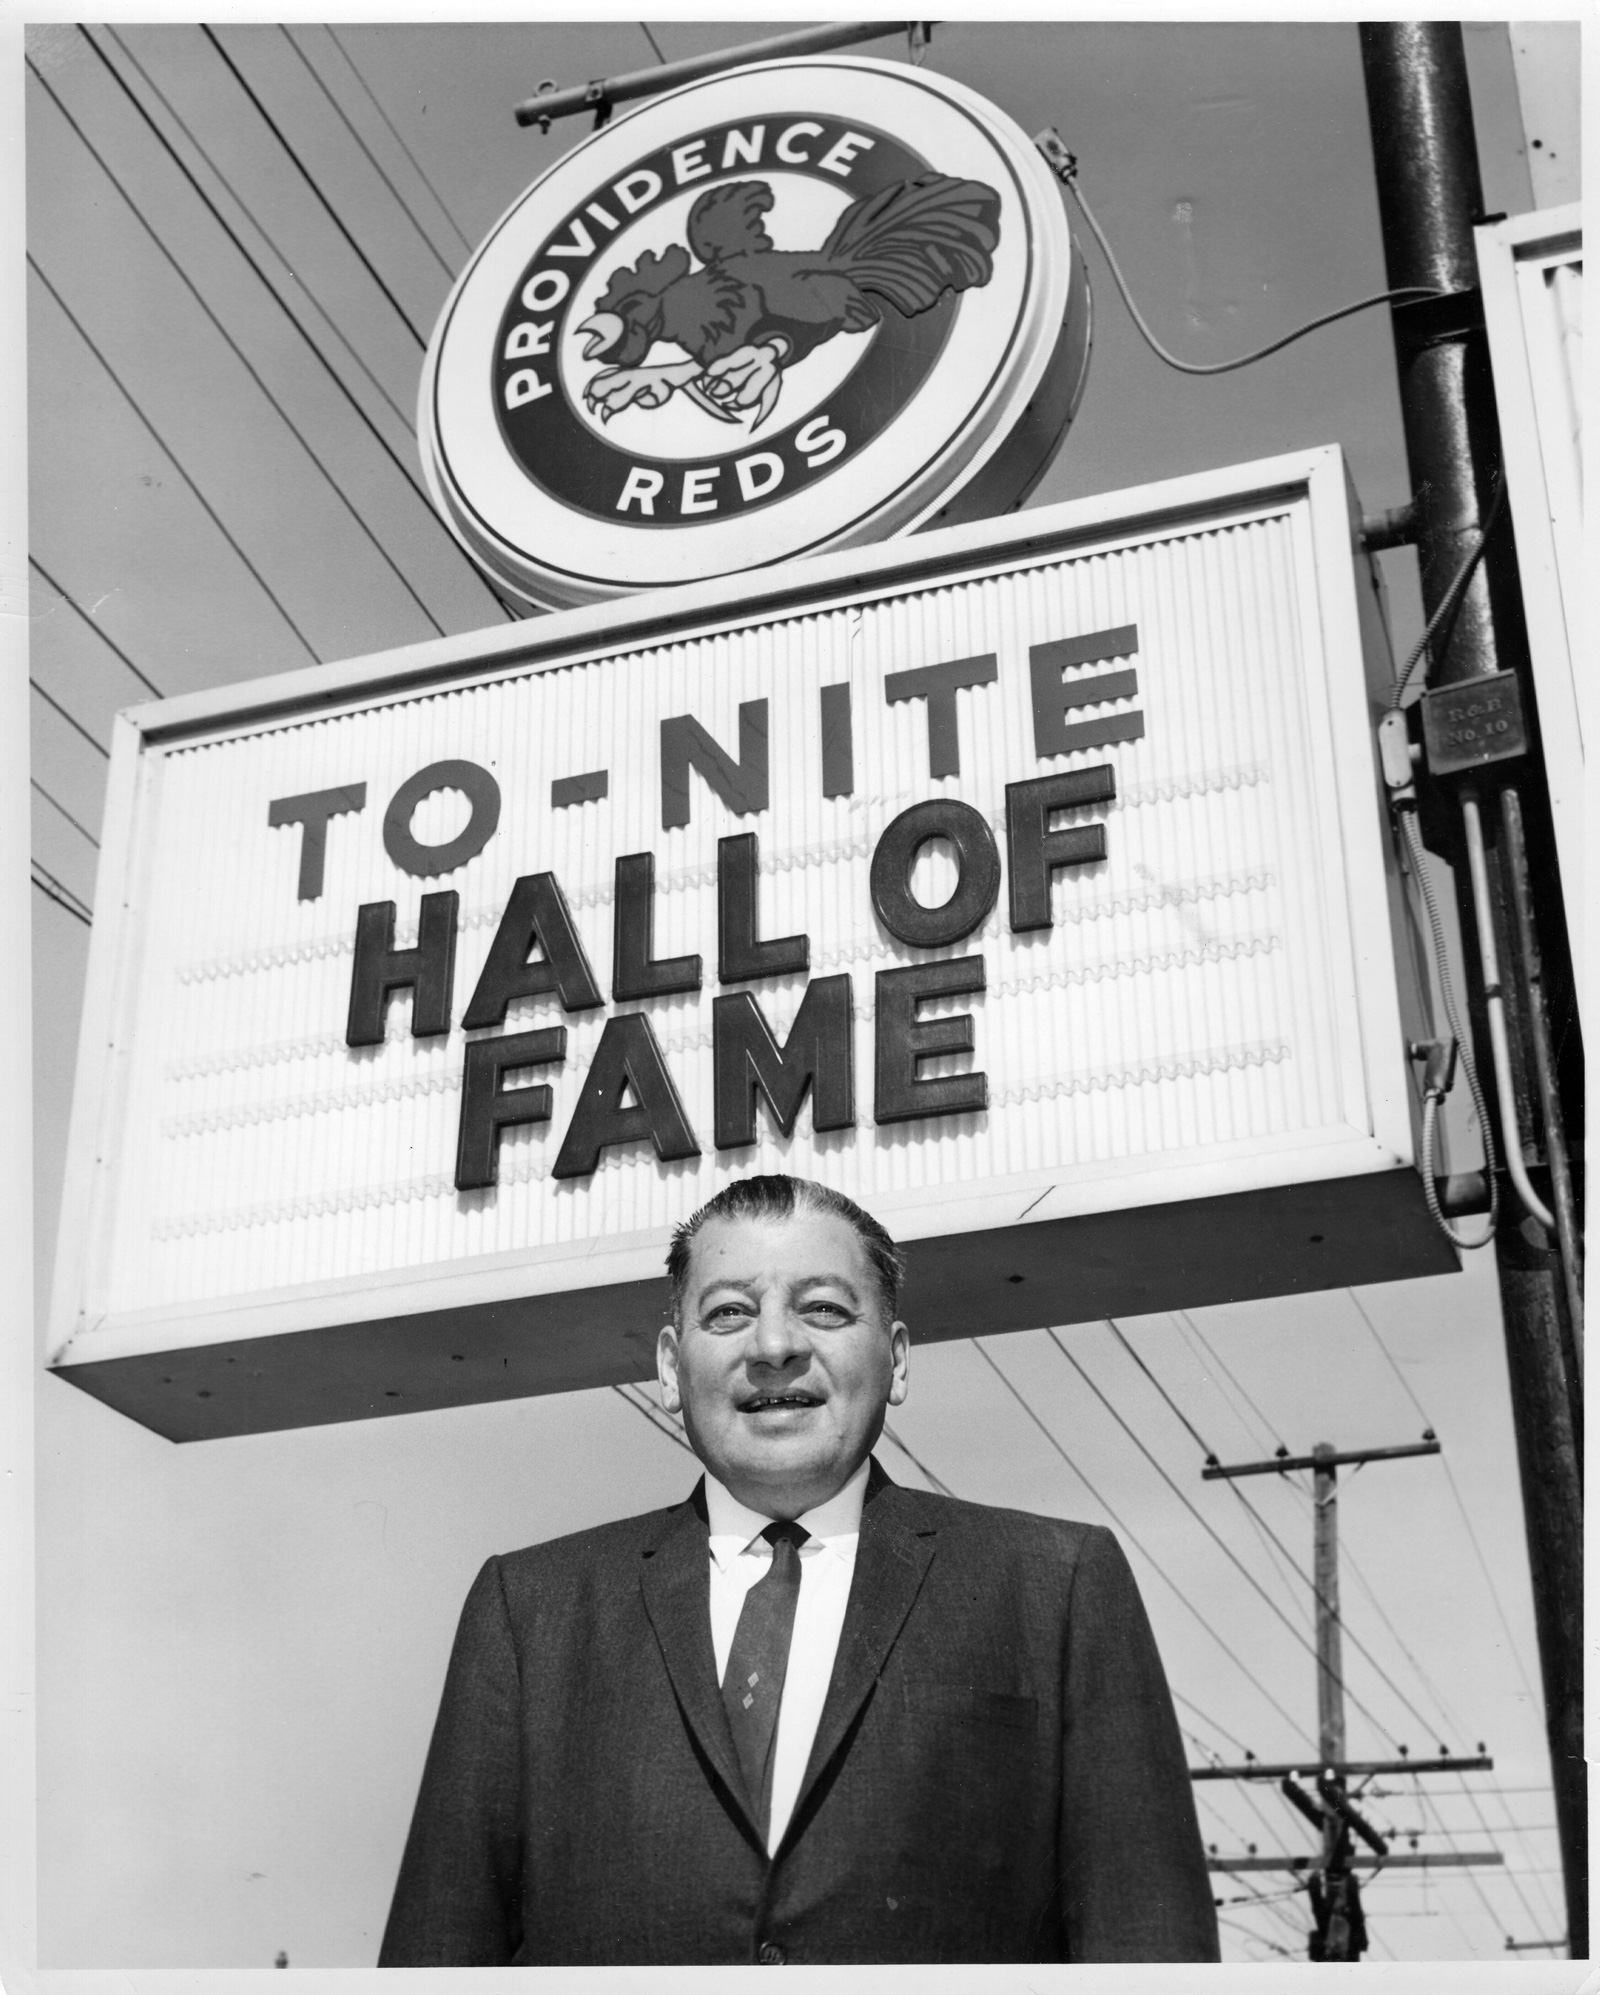 PROVIDENCE
REDS
TO-NITE
HALL OF
FAME
R&R
No. 10